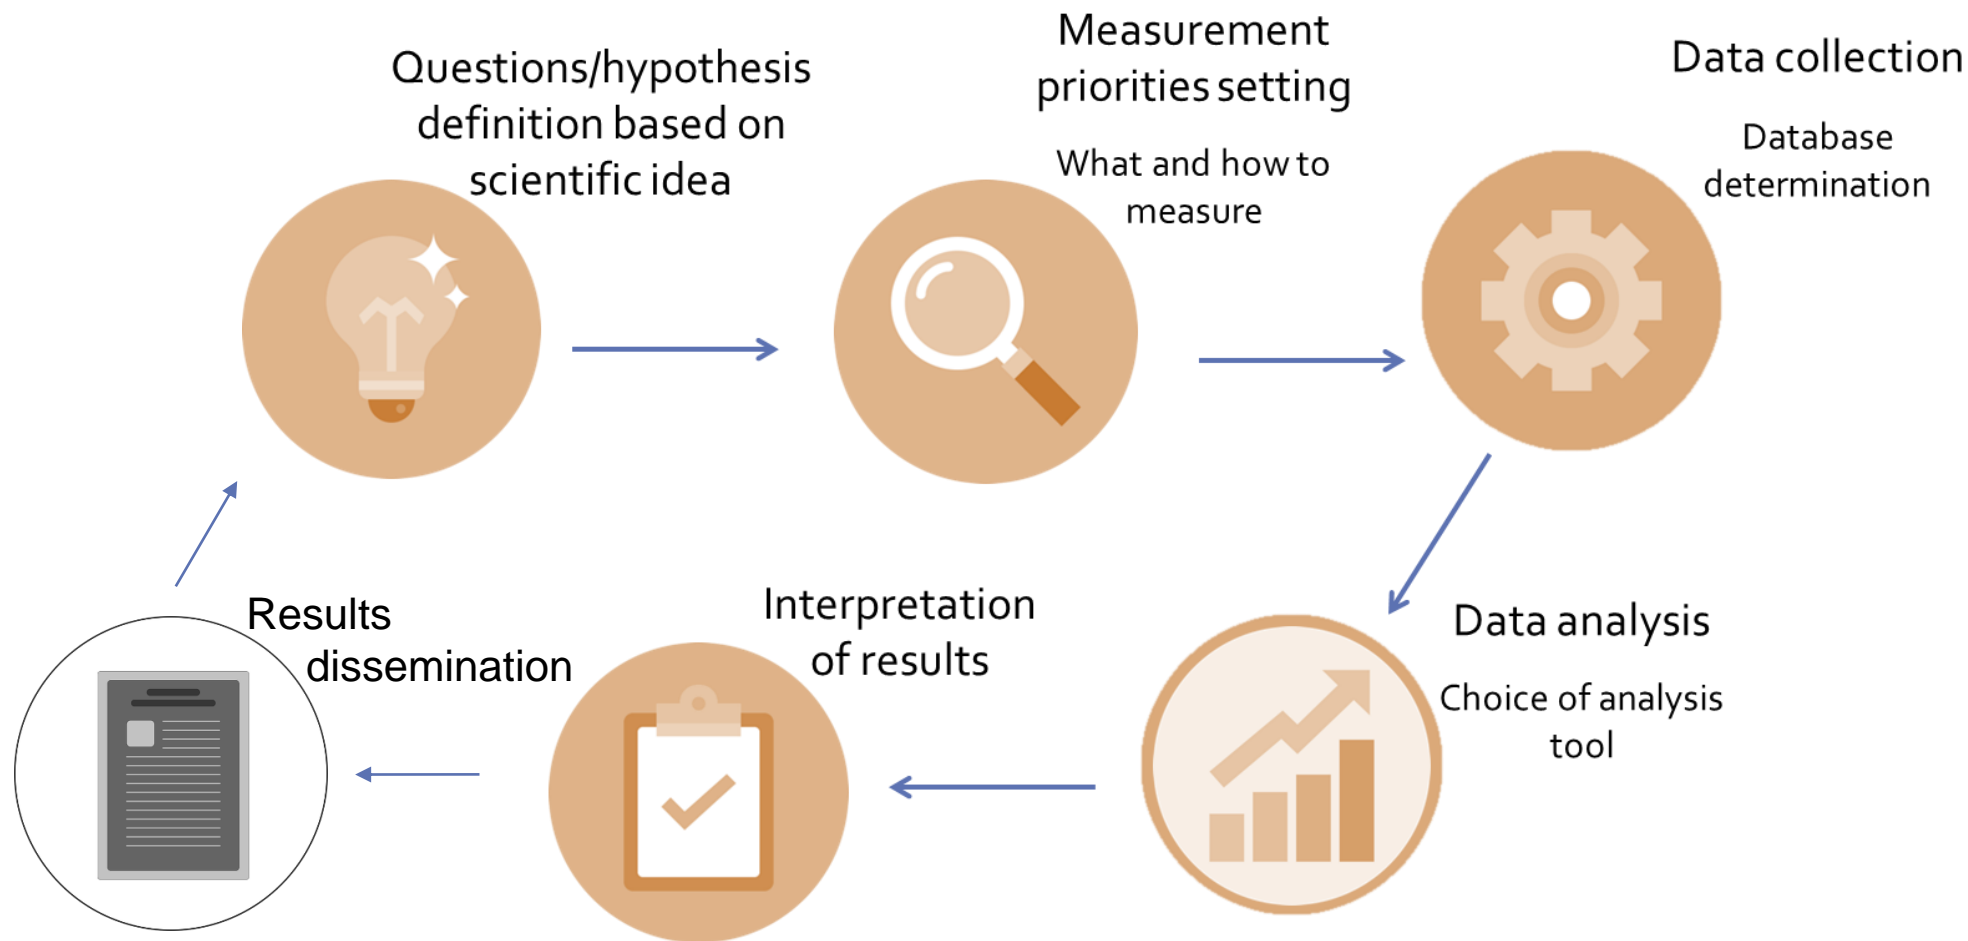 Questions/hypothesis
definition based on
scientific idea
Measurement
priorities setting
What and how to
measure
Data collection
Database
determination
Data analysis
Choice of analysis
tool
Interpretation
of results
Results
dissemination